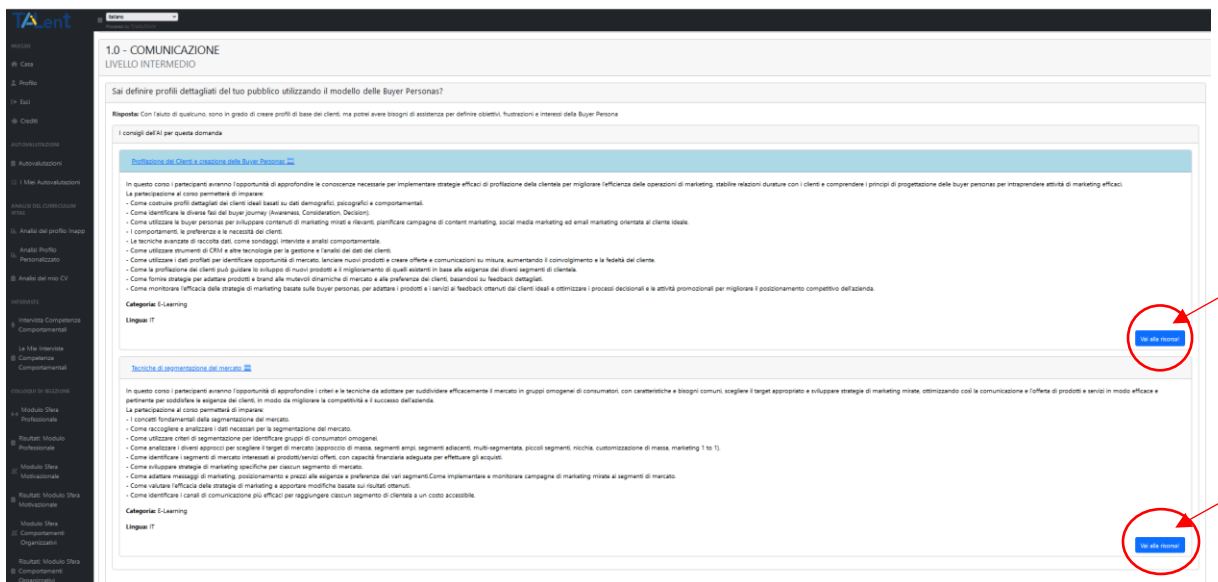 TALent
Italiano
Powered by Traduttore
INIZIO
Casa
Profilo
Esci
Crediti
AUTOVALUTAZIONE
Autovalutazioni
I Miei Autovalutazioni
ANALISI DEL CURRICULUM VITAE
Analisi del profilo Inapp
Analisi Profilo
Personalizzato
Analisi del mio CV
INTERVISTE
Intervista Competenze
Comportamentali
Le Mie Interviste
Competenze
Comportamentali
COLLOQUI DI SELEZIONE
Modulo Sfera
Professionale
Risultati: Modulo
Professionale
Modulo Sfera
Motivazionale
Risultati: Modulo Sfera
Motivazionale
Modulo Sfera
Comportamenti
Organizzativi
Risultati: Modulo Sfera
Comportamenti
Organizzativi
1.0 - COMUNICAZIONE
LIVELLO INTERMEDIO
Sai definire profili dettagliati del tuo pubblico utilizzando il modello delle Buyer Personas?
Risposta: Con l'aiuto di qualcuno, sono in grado di creare profili di base dei clienti, ma potrei avere bisogni di assistenza per definire obiettivi, frustrazioni e interessi della Buyer Persona
I consigli dell'AI per questa domanda
Profilazione dei Clienti e creazione delle Buyer Personas
In questo corso i partecipanti avranno l'opportunità di approfondire le conoscenze necessarie per implementare strategie efficaci di profilazione della clientela per migliorare l'efficienza delle operazioni di marketing, stabilire relazioni durature con i clienti e comprendere i principi di progettazione delle buyer personas per intraprendere attività di marketing efficaci.
La partecipazione al corso permetterà di imparare:
- Come costruire profili dettagliati dei clienti ideali basati su dati demografici, psicografici e comportamentali.
- Come identificare le diverse fasi del buyer journey (Awareness, Consideration, Decision).
- Come utilizzare le buyer personas per sviluppare contenuti di marketing mirati e rilevanti, pianificare campagne di content marketing, social media marketing ed email marketing orientata al cliente ideale.
- I comportamenti, le preferenze e le necessità dei clienti.
- Le tecniche avanzate di raccolta dati, come sondaggi, interviste e analisi comportamentale.
- Come utilizzare strumenti di CRM e altre tecnologie per la gestione e l'analisi dei dati dei clienti.
- Come utilizzare i dati profilati per identificare opportunità di mercato, lanciare nuovi prodotti e creare offerte e comunicazioni su misura, aumentando il coinvolgimento e la fedeltà del cliente.
- Come la profilazione dei clienti può guidare lo sviluppo di nuovi prodotti e il miglioramento di quelli esistenti in base alle esigenze dei diversi segmenti di clientela.
- Come fornire strategie per adattare prodotti e brand alle mutevoli dinamiche di mercato e alle preferenze dei clienti, basandosi su feedback dettagliati.
- Come monitorare l'efficacia delle strategie di marketing basate sulle buyer personas, per adattare i prodotti e i servizi ai feedback ottenuti dai clienti ideali e ottimizzare i processi decisionali e le attività promozionali per migliorare il posizionamento competitivo dell'azienda.
Categoria: E-Learning
Lingua: IT
Vai alla risorsa!
Tecniche di segmentazione del mercato
In questo corso i partecipanti avranno l'opportunità di approfondire i criteri e le tecniche da adottare per suddividere efficacemente il mercato in gruppi omogenei di consumatori, con caratteristiche e bisogni comuni, scegliere il target appropriato e sviluppare strategie di marketing mirate, ottimizzando così la comunicazione e l'offerta di prodotti e servizi in modo efficace e
pertinente per soddisfare le esigenze dei clienti, in modo da migliorare la competitività e il successo dell'azienda.
La partecipazione al corso permetterà di imparare:
- I concetti fondamentali della segmentazione del mercato.
- Come raccogliere e analizzare i dati necessari per la segmentazione del mercato.
- Come utilizzare criteri di segmentazione per identificare gruppi di consumatori omogenei.
- Come analizzare i diversi approcci per scegliere il target di mercato (approccio di massa, segmenti ampi, segmenti adiacenti, multi-segmentata, piccoli segmenti, nicchia, customizzazione di massa, marketing 1 to 1).
- Come identificare i segmenti di mercato interessati ai prodotti/servizi offerti, con capacità finanziaria adeguata per effettuare gli acquisti.
- Come sviluppare strategie di marketing specifiche per ciascun segmento di mercato.
- Come adattare messaggi di marketing, posizionamento e prezzi alle esigenze e preferenze dei vari segmenti.Come implementare e monitorare campagne di marketing mirate ai segmenti di mercato.
- Come valutare l'efficacia delle strategie di marketing e apportare modifiche basate sui risultati ottenuti.
- Come identificare i canali di comunicazione più efficaci per raggiungere ciascun segmento di clientela a un costo accessibile.
Categoria: E-Learning
Lingua: IT
Vai alla risorsa!